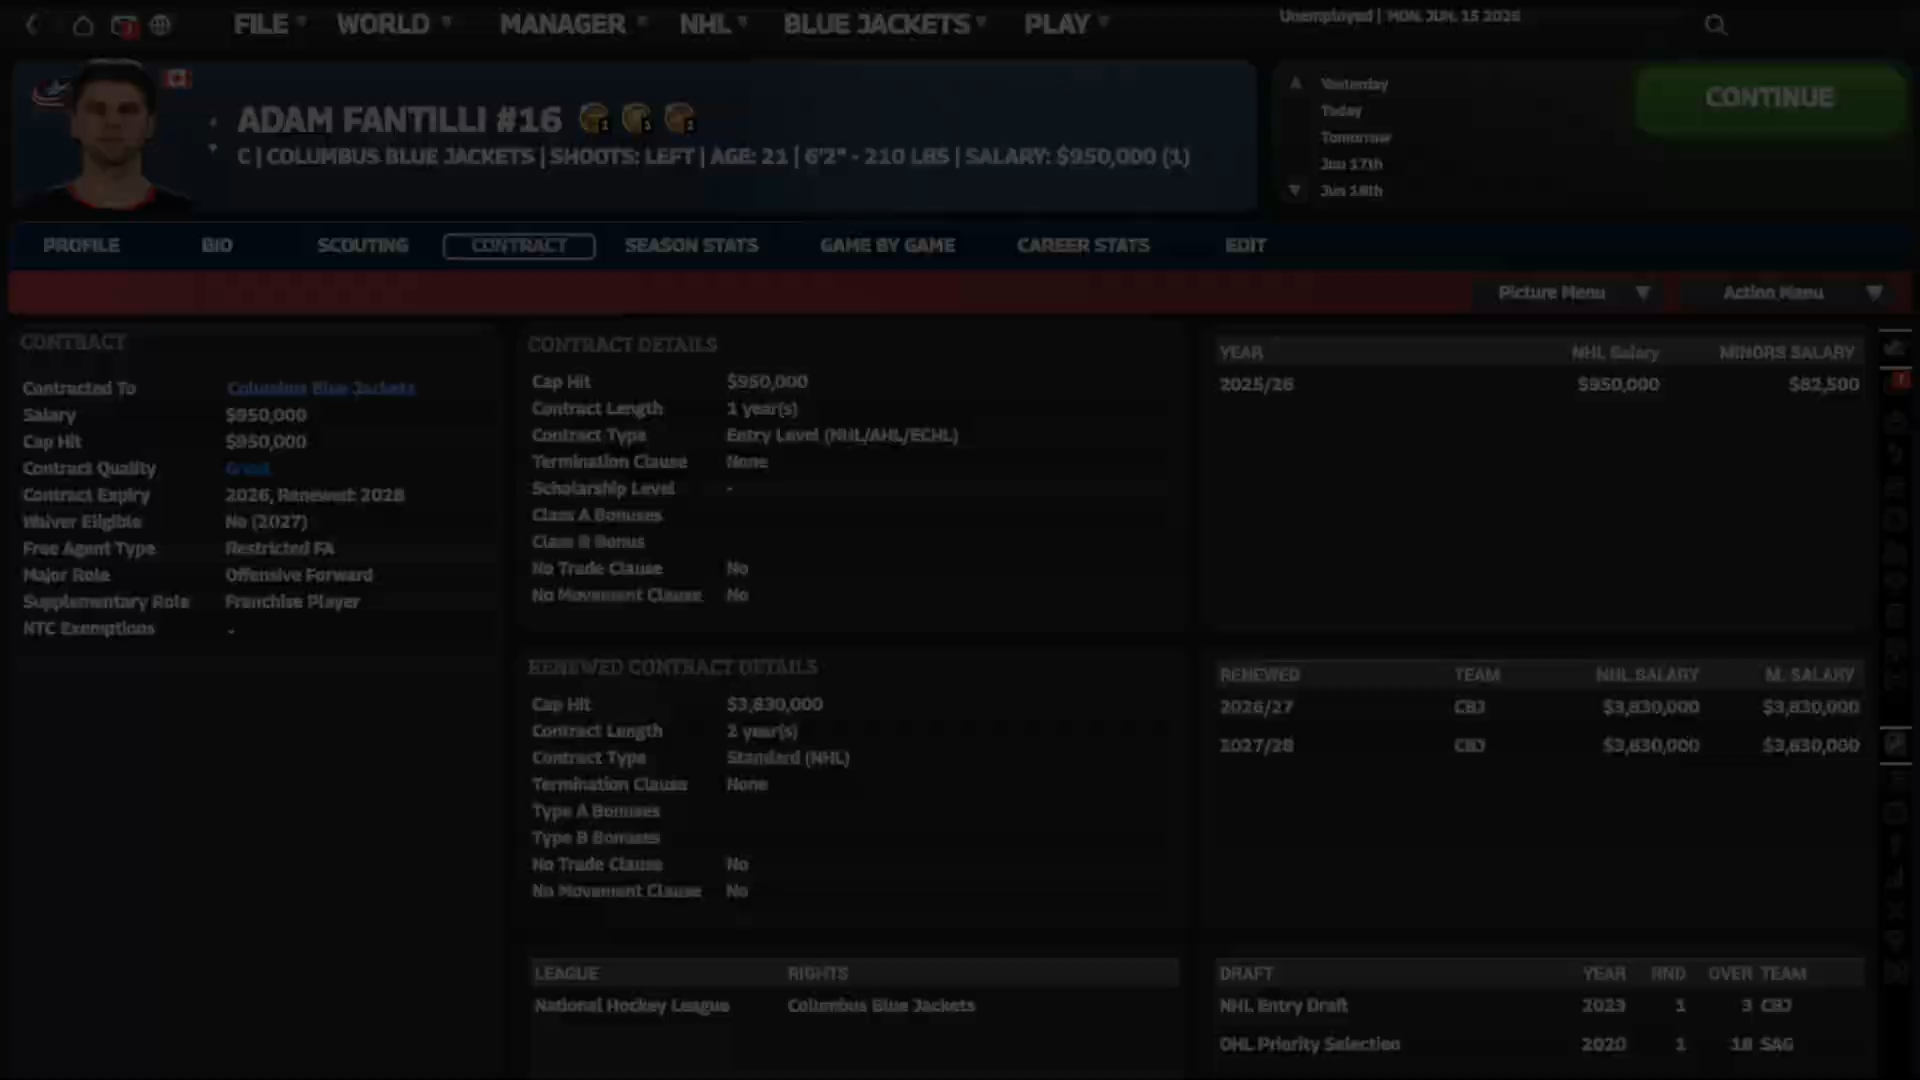 FILE WORLD MANAGER NHL BLUE JACKETS PLAY
Unemployed | MON. JUN. 15 2026
ADAM FANTILLI #16
C | COLUMBUS BLUE JACKETS | SHOOTS: LEFT | AGE: 21 | 6'2" - 210 LBS | SALARY: $950,000 (1)
Yesterday
Today
Tomorrow
Jun 17th
Jun 18th
CONTINUE
PROFILE BIO SCOUTING CONTRACT SEASON STATS GAME BY GAME CAREER STATS EDIT
Picture Menu Action Menu
CONTRACT
Contracted To Columbus Blue Jackets
Salary $950,000
Cap Hit $950,000
Contract Quality Great
Contract Expiry 2026, Renewed: 2028
Waiver Eligible No (2027)
Free Agent Type Restricted FA
Major Role Offensive Forward
Supplementary Role Franchise Player
NTC Exemptions -
CONTRACT DETAILS
Cap Hit $950,000
Contract Length 1 year(s)
Contract Type Entry Level (NHL/AHL/ECHL)
Termination Clause None
Scholarship Level -
Class A Bonuses
Class B Bonus
No Trade Clause No
No Movement Clause No
YEAR NHL Salary MINORS SALARY
2025/26 $950,000 $82,500
RENEWED CONTRACT DETAILS
Cap Hit $3,830,000
Contract Length 2 year(s)
Contract Type Standard (NHL)
Termination Clause None
Type A Bonuses
Type B Bonuses
No Trade Clause No
No Movement Clause No
RENEWED TEAM NHL SALARY M. SALARY
2026/27 CBJ $3,830,000 $3,830,000
2027/28 CBJ $3,830,000 $3,830,000
LEAGUE RIGHTS
National Hockey League Columbus Blue Jackets
DRAFT YEAR RND OVER TEAM
NHL Entry Draft 2023 1 3 CBJ
OHL Priority Selection 2020 1 18 SAG